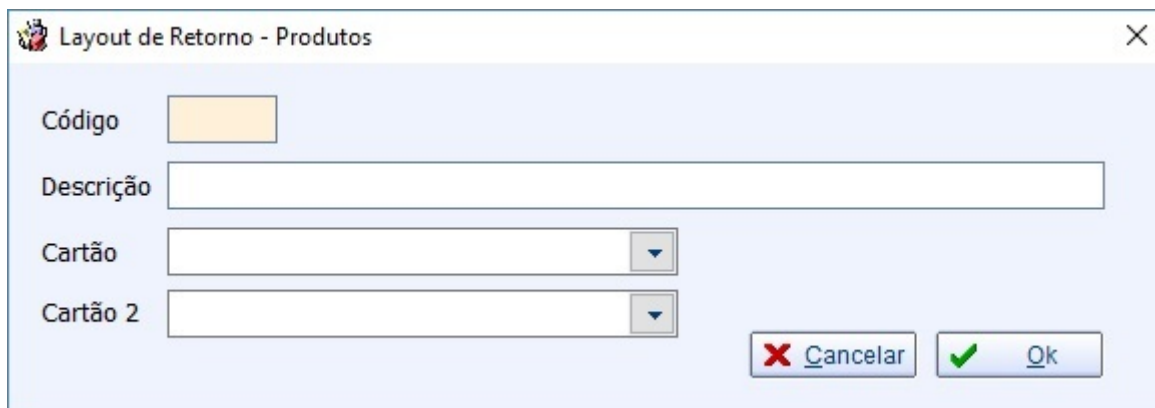 Layout de Retorno - Produtos
Código
Descrição
Cartão
Cartão 2
Cancelar Ok